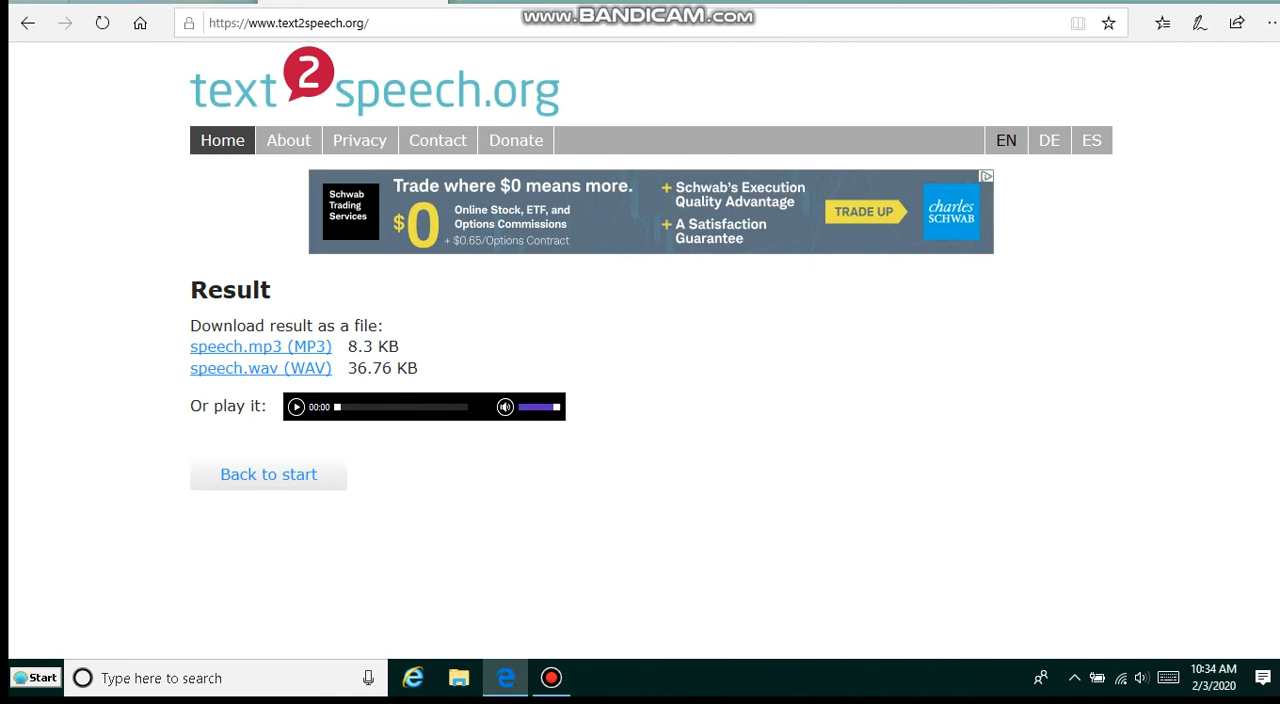 https://www.text2speech.org/
www.BANDICAM.com
text2speech.org
Home About Privacy Contact Donate EN DE ES
Schwab
Trading
Services
Trade where $0 means more.
$0
Online Stock, ETF, and
Options Commissions
+ $0.65/Options Contract
+ Schwab's Execution
Quality Advantage
+ A Satisfaction
Guarantee
TRADE UP
charles
SCHWAB
Result
Download result as a file:
speech.mp3 (MP3) 8.3 KB
speech.wav (WAV) 36.76 KB
Or play it: 00:00
Back to start
Start Type here to search 10:34 AM
2/3/2020